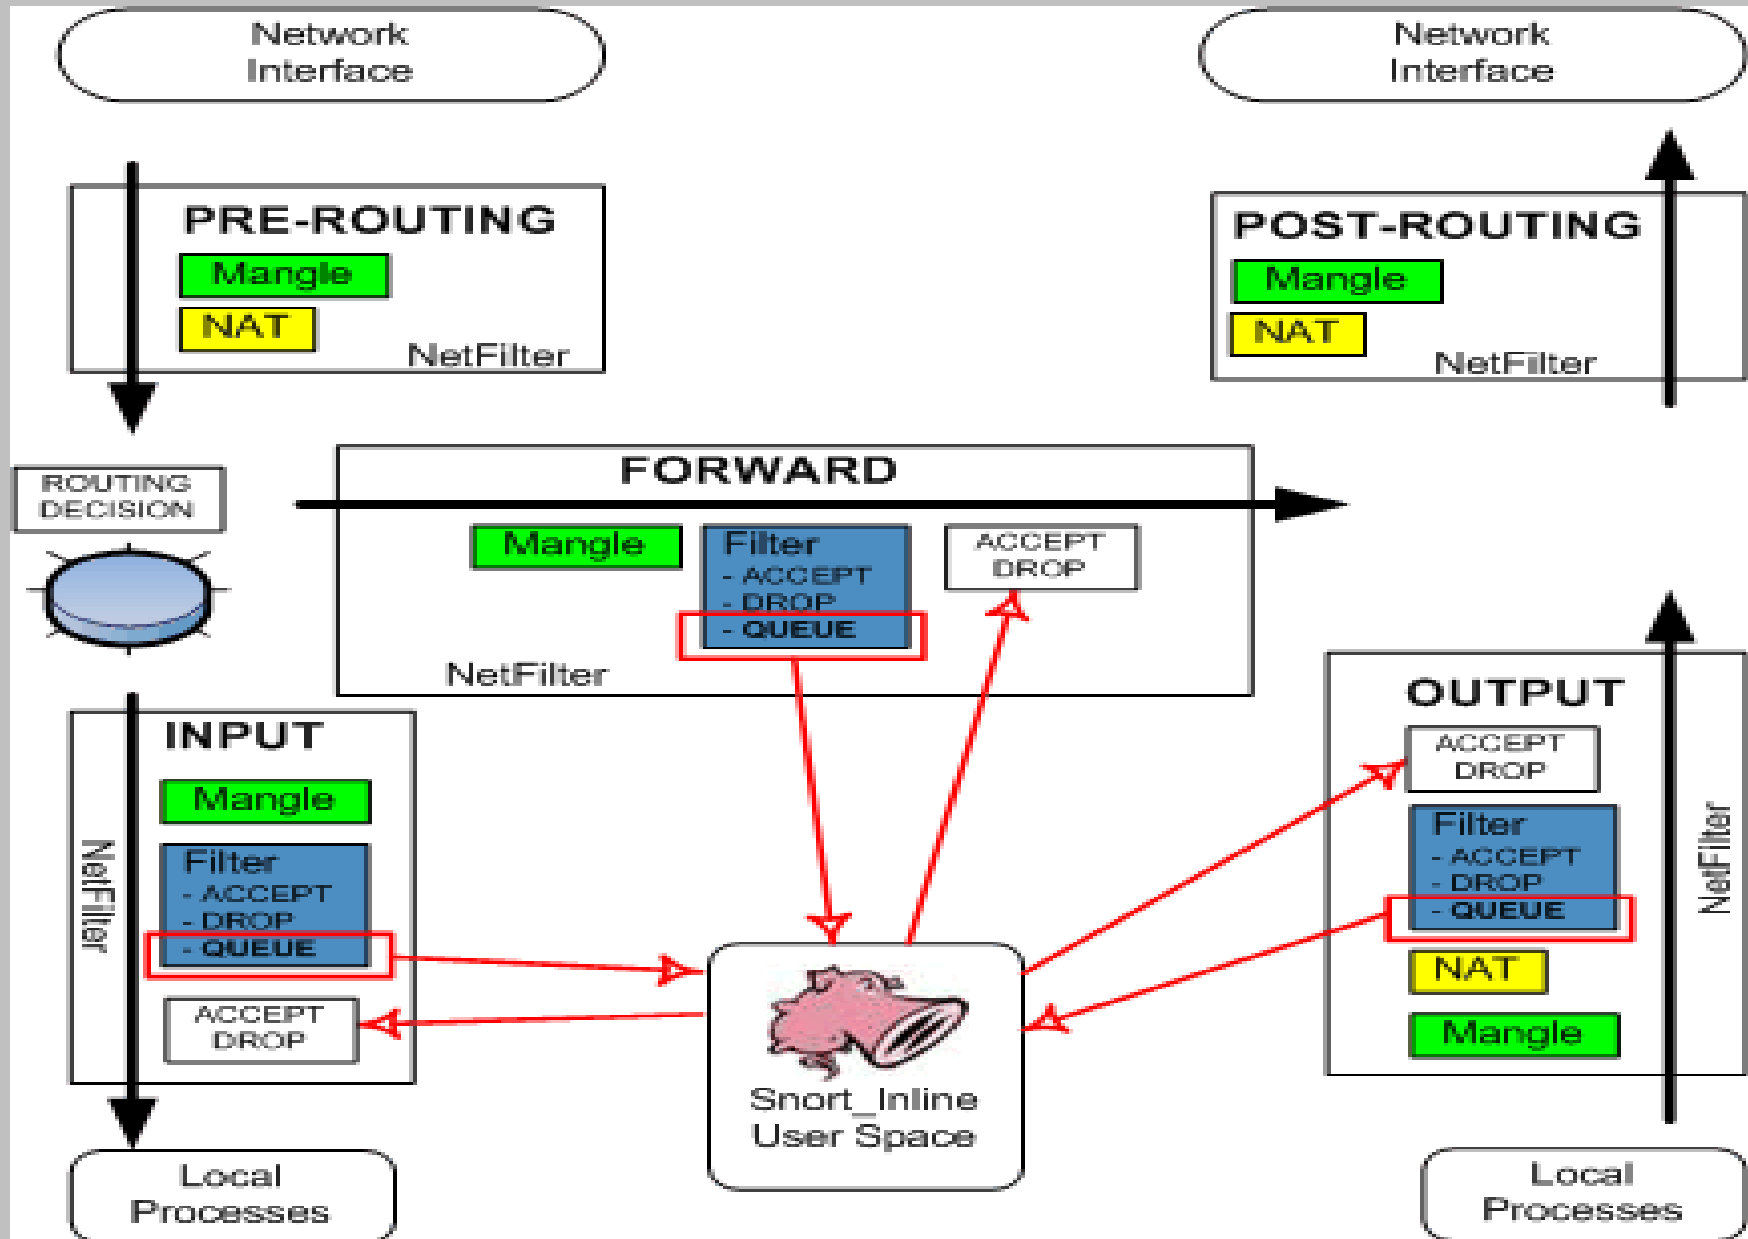 Network
Interface
Network
Interface
PRE-ROUTING
Mangle
NAT
NetFilter
POST-ROUTING
Mangle
NAT
NetFilter
ROUTING
DECISION
FORWARD
Mangle
Filter
- ACCEPT
- DROP
- QUEUE
ACCEPT
DROP
NetFilter
INPUT
Mangle
Filter
- ACCEPT
- DROP
- QUEUE
ACCEPT
DROP
NetFilter
OUTPUT
ACCEPT
DROP
Filter
- ACCEPT
- DROP
- QUEUE
NAT
Mangle
NetFilter
Snort_Inline
User Space
Local
Processes
Local
Processes